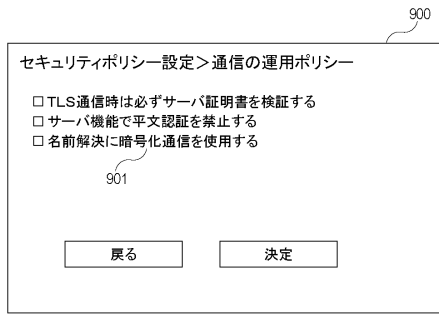 900
セキュリティポリシー設定＞通信の運用ポリシー
□TLS通信時は必ずサーバ証明書を検証する
□サーバ機能で平文認証を禁止する
□名前解決に暗号化通信を使用する
901
戻る 決定